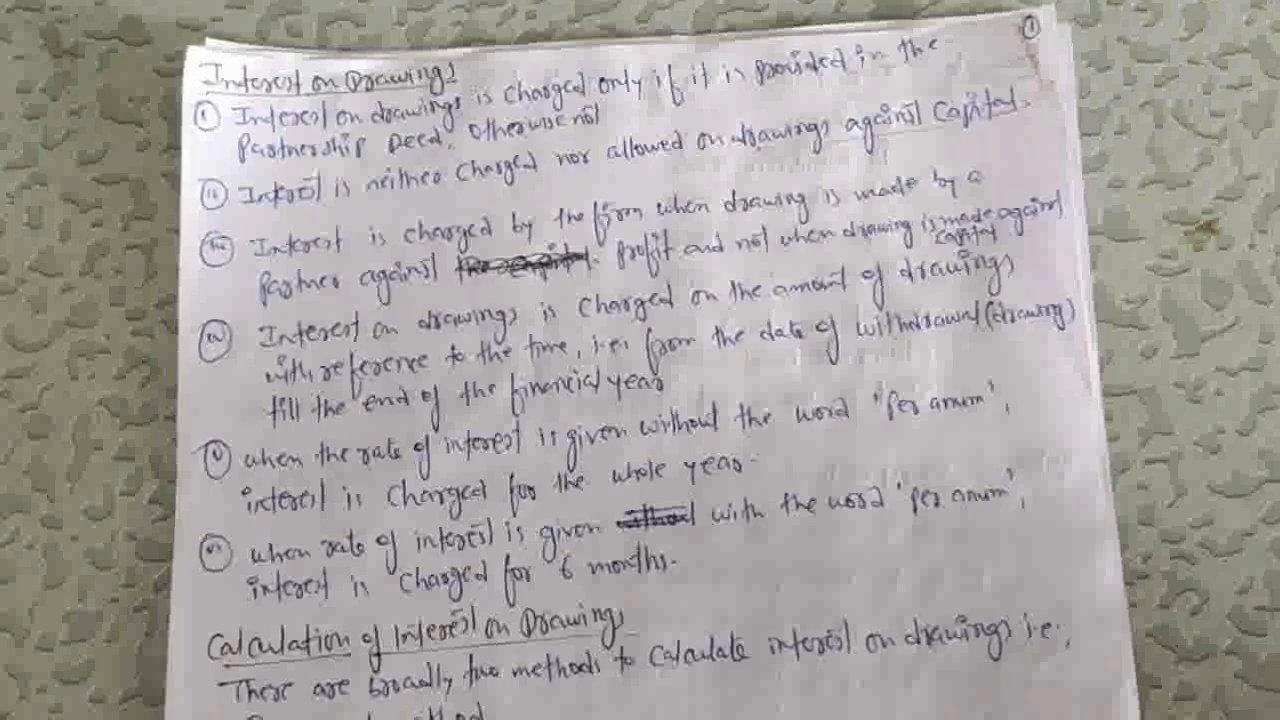 ①
Interest on Drawings
(i) Interest on drawings is charged only if it is provided in the
Partnership Deed, otherwise not
(ii) Interest is neither charged nor allowed on drawings against capital.
(iii) Interest is charged by the firm when drawing is made by a
Partner against profit and not when drawing is made against
capital
(iv) Interest on drawings is charged on the amount of drawings
with reference to the time, i.e. from the date of withdrawal (drawing)
till the end of the financial year
(v) when the rate of interest is given without the word 'per anum',
interest is charged for the whole year.
(vi) when rate of interest is given with the word 'per anum',
interest is charged for 6 months.
Calculation of Interest on Drawings
There are broadly two methods to calculate interest on drawings i.e.,